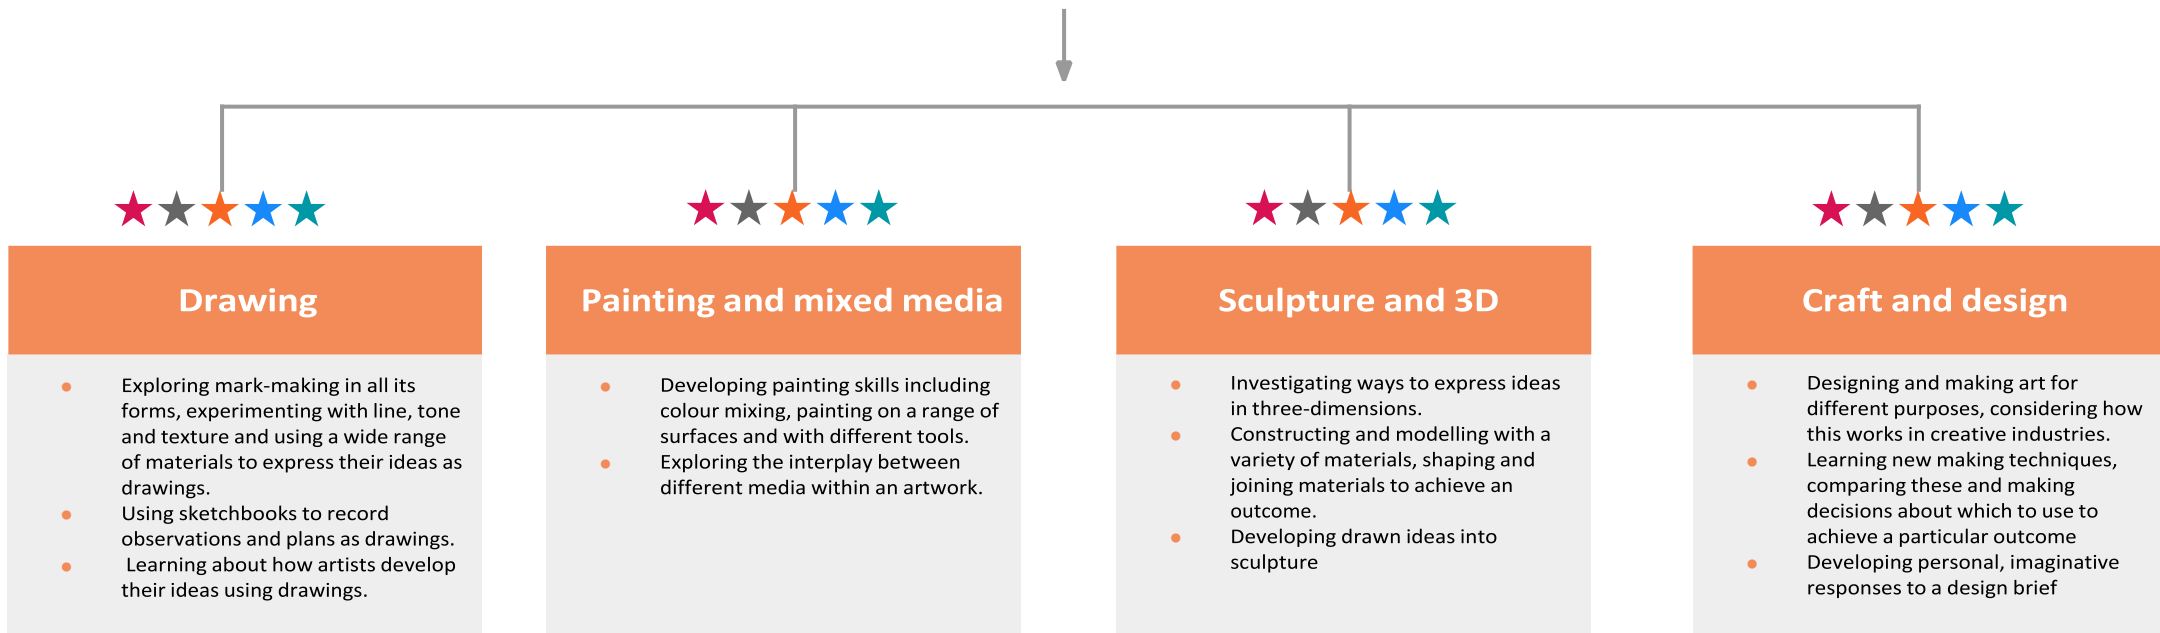 Drawing
Exploring mark-making in all its
forms, experimenting with line, tone
and texture and using a wide range
of materials to express their ideas as
drawings.
Using sketchbooks to record
observations and plans as drawings.
Learning about how artists develop
their ideas using drawings.
Painting and mixed media
Developing painting skills including
colour mixing, painting on a range of
surfaces and with different tools.
Exploring the interplay between
different media within an artwork.
Sculpture and 3D
Investigating ways to express ideas
in three-dimensions.
Constructing and modelling with a
variety of materials, shaping and
joining materials to achieve an
outcome.
Developing drawn ideas into
sculpture
Craft and design
Designing and making art for
different purposes, considering how
this works in creative industries.
Learning new making techniques,
comparing these and making
decisions about which to use to
achieve a particular outcome
Developing personal, imaginative
responses to a design brief